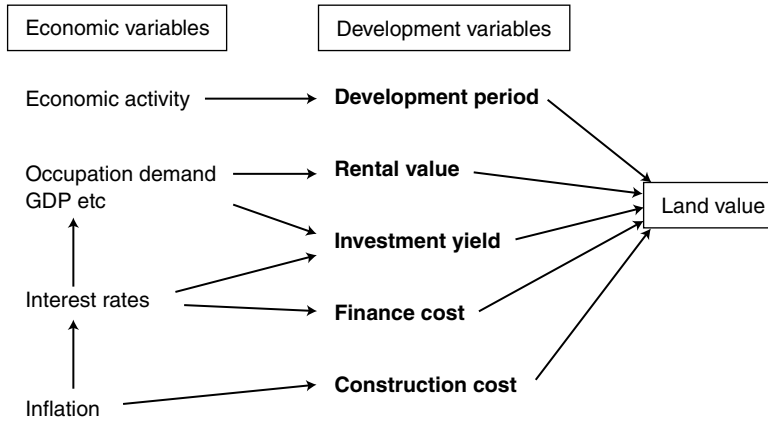 Economic variables
Development variables
Economic activity
Development period
Occupation demand
GDP etc
Rental value
Land value
Investment yield
Interest rates
Finance cost
Construction cost
Inflation